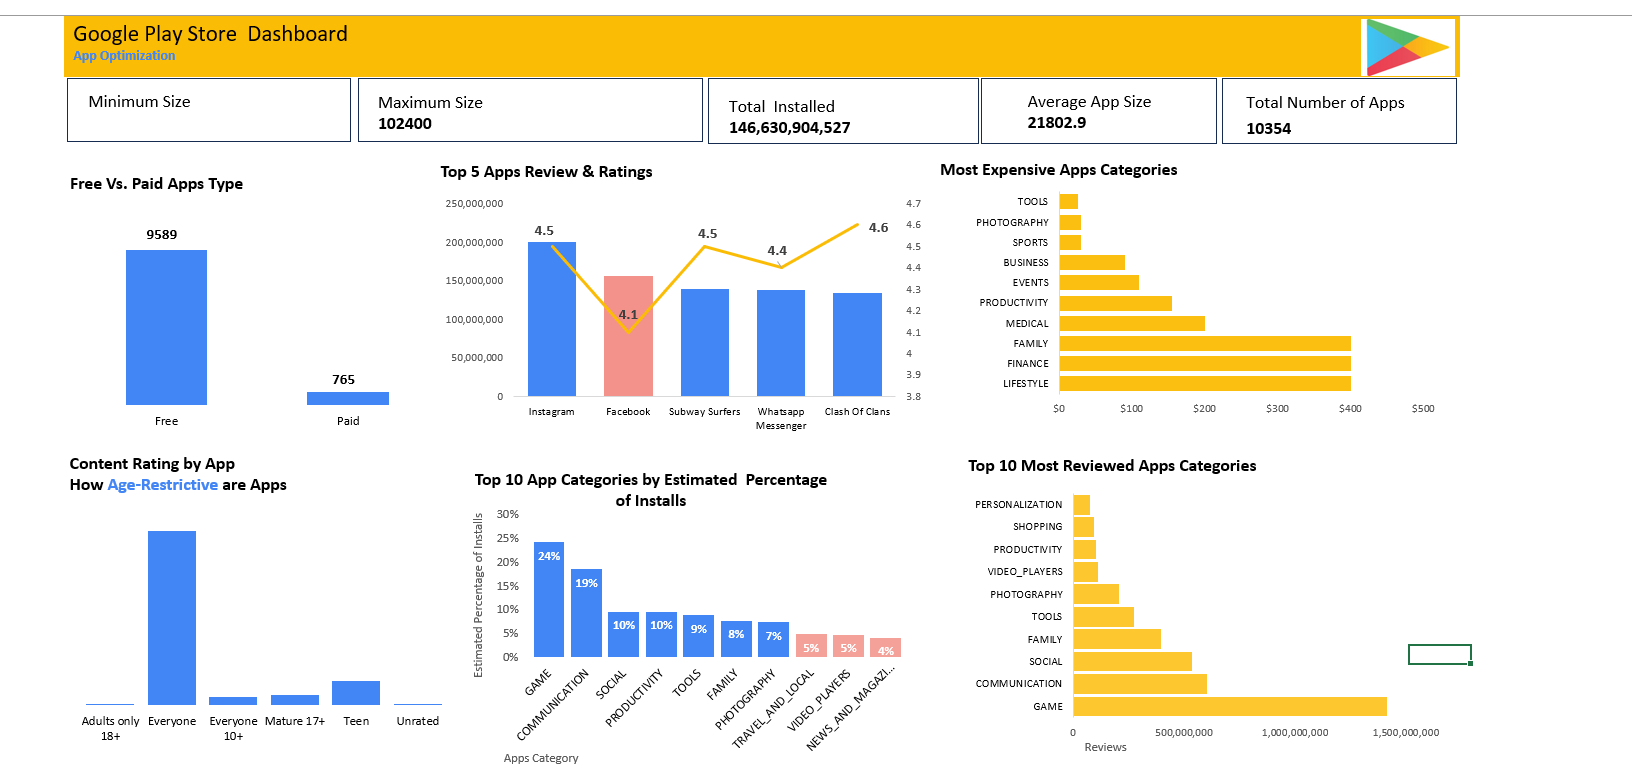 Google Play Store  Dashboard
App Optimization
Minimum Size
Maximum Size
102400
Total  Installed
146,630,904,527
Average App Size
21802.9
Total Number of Apps
10354
Free Vs. Paid Apps Type
9589
765
Free
Paid
Top 5 Apps Review & Ratings
250,000,000
200,000,000
150,000,000
100,000,000
50,000,000
0
4.5
4.1
4.5
4.4
4.6
4.7
4.6
4.5
4.4
4.3
4.2
4.1
4
3.9
3.8
Instagram
Facebook
Subway Surfers
Whatsapp
Messenger
Clash Of Clans
Most Expensive Apps Categories
TOOLS
PHOTOGRAPHY
SPORTS
BUSINESS
EVENTS
PRODUCTIVITY
MEDICAL
FAMILY
FINANCE
LIFESTYLE
$0
$100
$200
$300
$400
$500
Content Rating by App
How Age-Restrictive are Apps
Adults only
18+
Everyone
Everyone
10+
Mature 17+
Teen
Unrated
Top 10 App Categories by Estimated  Percentage
of Installs
Estimated Percentage of Installs
30%
25%
20%
15%
10%
5%
0%
24%
19%
10%
10%
9%
8%
7%
5%
5%
4%
GAME
COMMUNICATION
SOCIAL
PRODUCTIVITY
TOOLS
FAMILY
PHOTOGRAPHY
TRAVEL_AND_LOCAL
VIDEO_PLAYERS
NEWS_AND_MAGAZI...
Apps Category
Top 10 Most Reviewed Apps Categories
PERSONALIZATION
SHOPPING
PRODUCTIVITY
VIDEO_PLAYERS
PHOTOGRAPHY
TOOLS
FAMILY
SOCIAL
COMMUNICATION
GAME
0
500,000,000
1,000,000,000
1,500,000,000
Reviews